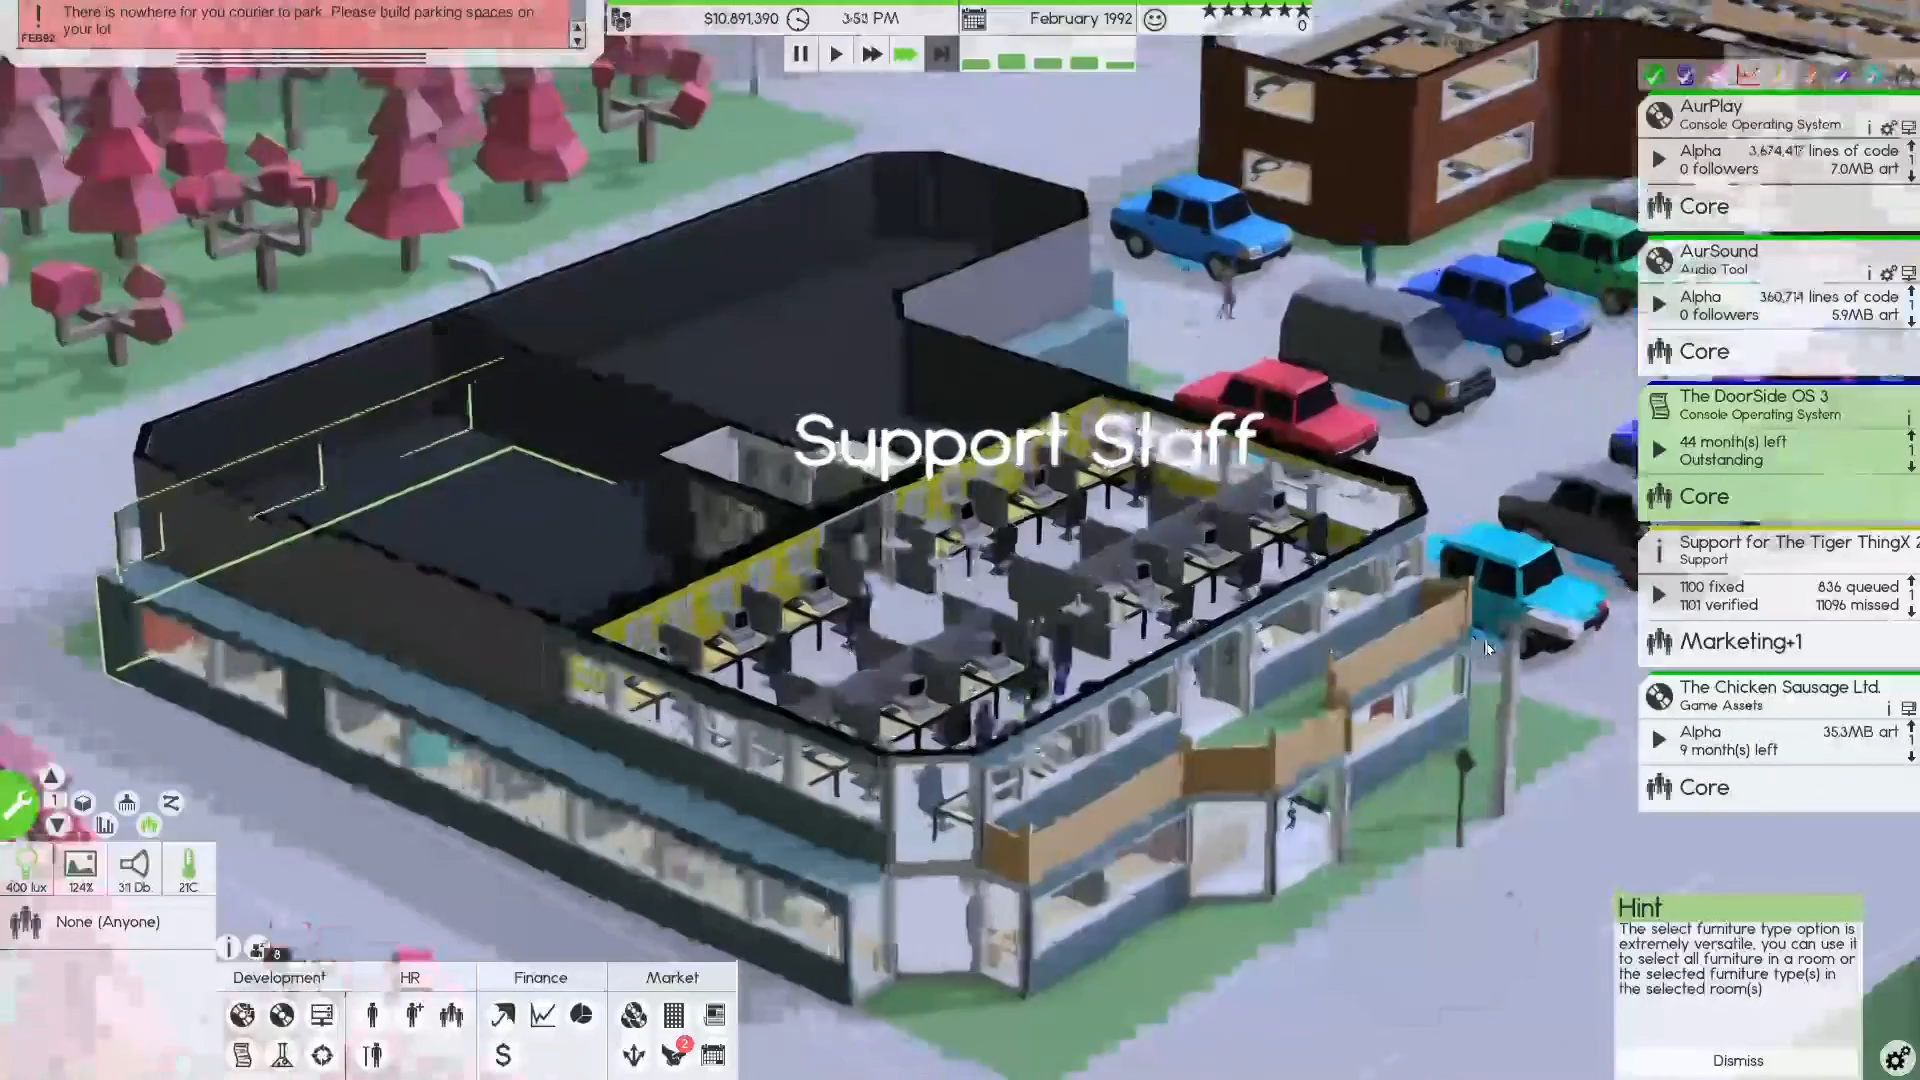 There is nowhere for you courier to park. Please build parking spaces on
your lot
FEB92
$10,891,390
3:53 PM
February 1992
0
AurPlay
Console Operating System
Alpha 3,674,417 lines of code
0 followers 7.0MB art
Core
AurSound
Audio Tool
Alpha 360,714 lines of code
0 followers 5.9MB art
Core
The DoorSide OS 3
Console Operating System
44 month(s) left
Outstanding
Core
Support for The Tiger ThingX 2
Support
1100 fixed 836 queued
1101 verified 11096 missed
Marketing+1
The Chicken Sausage Ltd.
Game Assets
Alpha 35.3MB art
9 month(s) left
Core
Support Staff
1
400 lux 124% 311 Db 21C
None (Anyone)
8
Development HR Finance Market
2
Hint
The select furniture type option is
extremely versatile, you can use it
to select all furniture in a room or
the selected furniture type(s) in
the selected room(s)
Dismiss